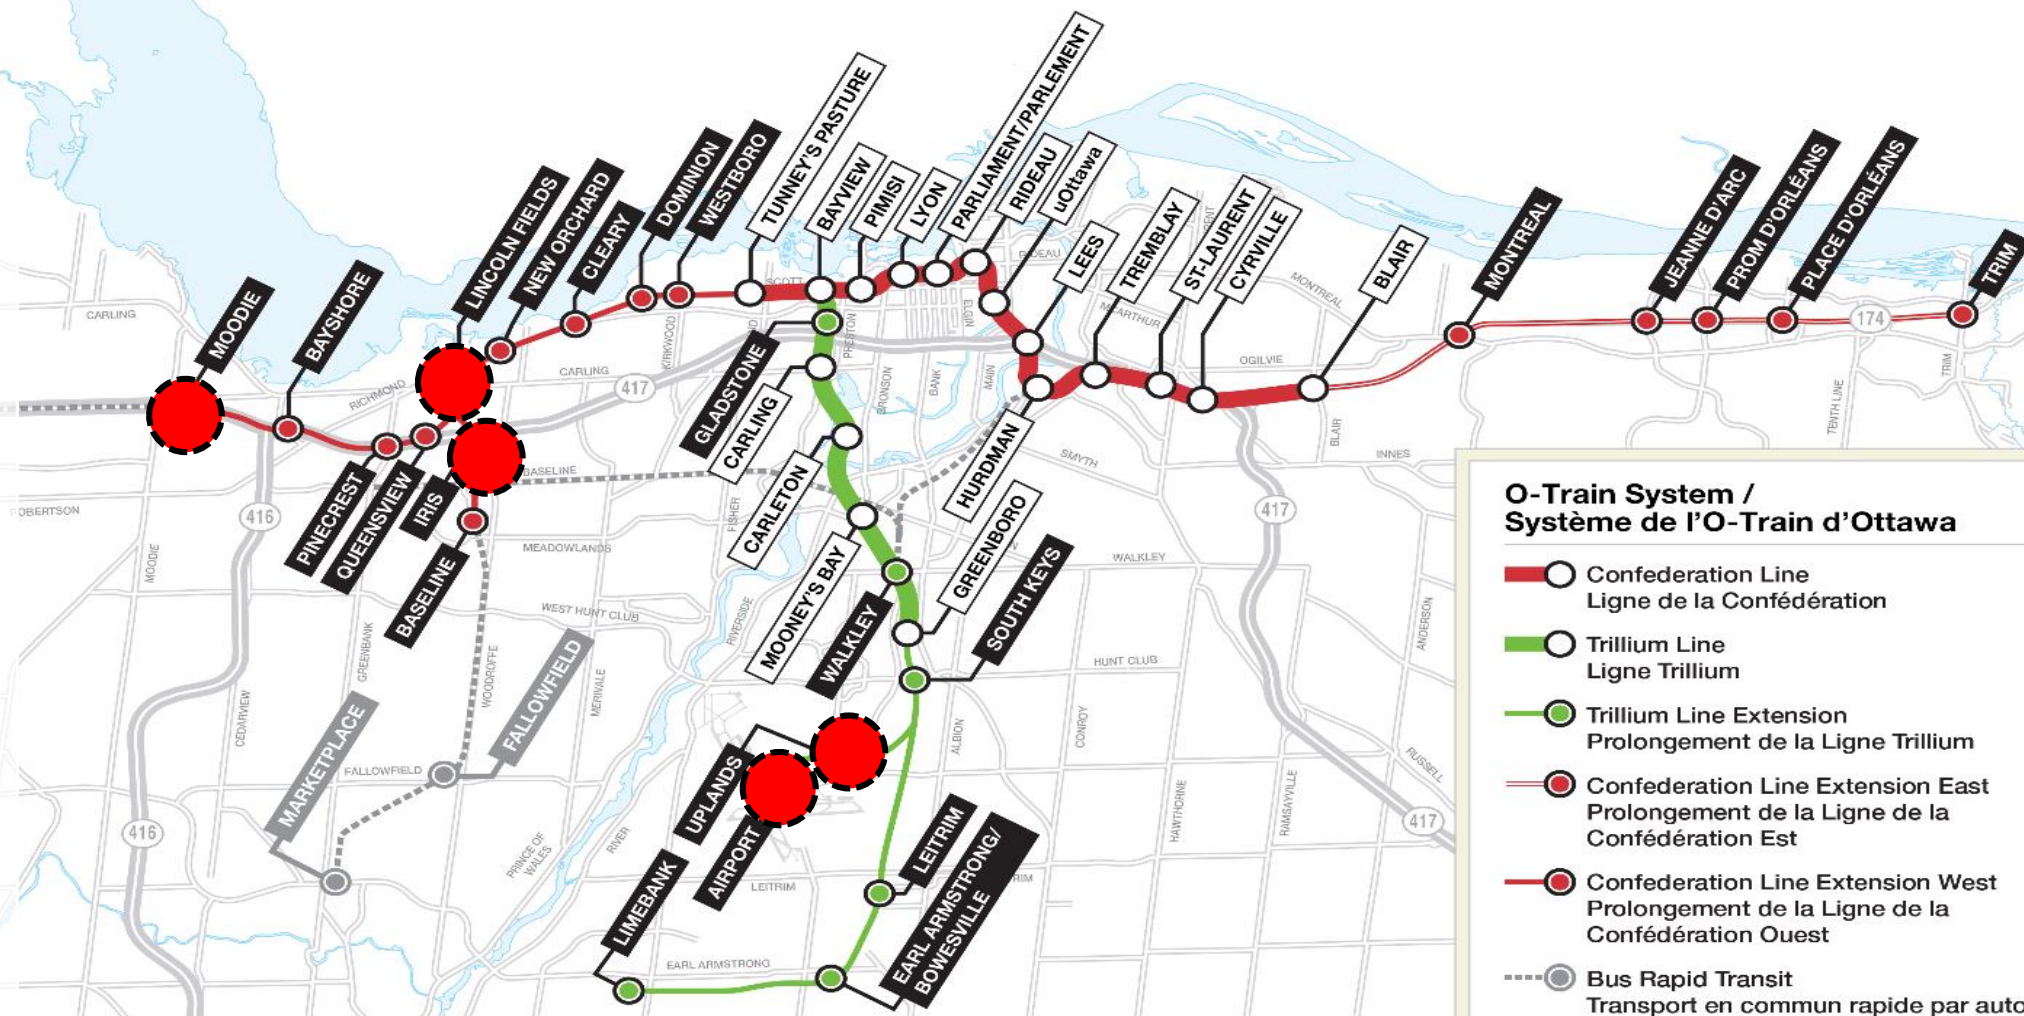 MOODIE
BAYSHORE
LINCOLN FIELDS
NEW ORCHARD
CLEARY
DOMINION
WESTBORO
TUNNEY'S PASTURE
BAYVIEW
PIMISI
LYON
PARLIAMENT/PARLEMENT
RIDEAU
uOttawa
LEES
TREMBLAY
ST-LAURENT
CYRVILLE
BLAIR
MONTREAL
JEANNE D'ARC
PROM D'ORLÉANS
PLACE D'ORLÉANS
TRIM
PINECREST
QUEENSVIEW
IRIS
BASELINE
GLADSTONE
CARLING
CARLETON
MOONEY'S BAY
WALKLEY
HURDMAN
GREENBORO
SOUTH KEYS
UPLANDS
AIRPORT
LIMEBANK
LEITRIM
EARL ARMSTRONG/
BOWESVILLE
MARKETPLACE
FALLOWFIELD
CARLING
RICHMOND
CARLING
417
KIRKWOOD
SCOTT
PRESTON
BRONSON
BANK
ELGIN
MAIN
MCARTHUR
MONTREAL
OGILVIE
BLAIR
INNES
SMYTH
174
TENTH LINE
TRIM
ROBERTSON
416
MOODIE
BASELINE
MEADOWLANDS
FISHER
WEST HUNT CLUB
RIVERSIDE
WALKLEY
417
ANDERSON
HUNT CLUB
GREENBANK
WOODROFFE
MERIVALE
CEDARVIEW
FALLOWFIELD
416
PRINCE OF
WALES
RIVER
LEITRIM
EARL ARMSTRONG
ALBION
CONROY
HAWTHORNE
RAMSAYVILLE
RUSSELL
417
O-Train System /
Système de l'O-Train d'Ottawa
Confederation Line
Ligne de la Confédération
Trillium Line
Ligne Trillium
Trillium Line Extension
Prolongement de la Ligne Trillium
Confederation Line Extension East
Prolongement de la Ligne de la
Confédération Est
Confederation Line Extension West
Prolongement de la Ligne de la
Confédération Ouest
Bus Rapid Transit
Transport en commun rapide par auto